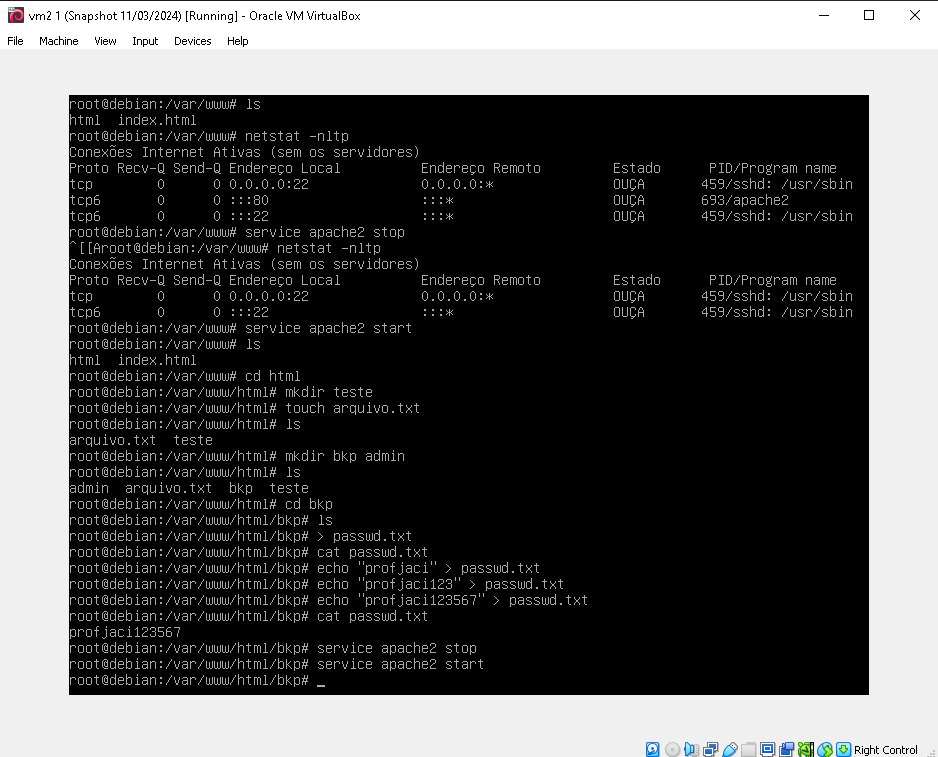 vm2 1 (Snapshot 11/03/2024) [Running] - Oracle VM VirtualBox
File Machine View Input Devices Help
root@debian:/var/www# ls
html  index.html
root@debian:/var/www# netstat -nltp
Conexões Internet Ativas (sem os servidores)
Proto Recv-Q Send-Q Endereço Local          Endereço Remoto         Estado      PID/Program name
tcp        0      0 0.0.0.0:22              0.0.0.0:*               OUÇA       459/sshd: /usr/sbin
tcp6       0      0 :::80                   :::*                    OUÇA       693/apache2
tcp6       0      0 :::22                   :::*                    OUÇA       459/sshd: /usr/sbin
root@debian:/var/www# service apache2 stop
^[[Aroot@debian:/var/www# netstat -nltp
Conexões Internet Ativas (sem os servidores)
Proto Recv-Q Send-Q Endereço Local          Endereço Remoto         Estado      PID/Program name
tcp        0      0 0.0.0.0:22              0.0.0.0:*               OUÇA       459/sshd: /usr/sbin
tcp6       0      0 :::22                   :::*                    OUÇA       459/sshd: /usr/sbin
root@debian:/var/www# service apache2 start
root@debian:/var/www# ls
html  index.html
root@debian:/var/www# cd html
root@debian:/var/www/html# mkdir teste
root@debian:/var/www/html# touch arquivo.txt
root@debian:/var/www/html# ls
arquivo.txt  teste
root@debian:/var/www/html# mkdir bkp admin
root@debian:/var/www/html# ls
admin  arquivo.txt  bkp  teste
root@debian:/var/www/html# cd bkp
root@debian:/var/www/html/bkp# ls
root@debian:/var/www/html/bkp# > passwd.txt
root@debian:/var/www/html/bkp# cat passwd.txt
root@debian:/var/www/html/bkp# echo "profjaci" > passwd.txt
root@debian:/var/www/html/bkp# echo "profjaci123" > passwd.txt
root@debian:/var/www/html/bkp# echo "profjaci123567" > passwd.txt
root@debian:/var/www/html/bkp# cat passwd.txt
profjaci123567
root@debian:/var/www/html/bkp# service apache2 stop
root@debian:/var/www/html/bkp# service apache2 start
root@debian:/var/www/html/bkp# _
Right Control